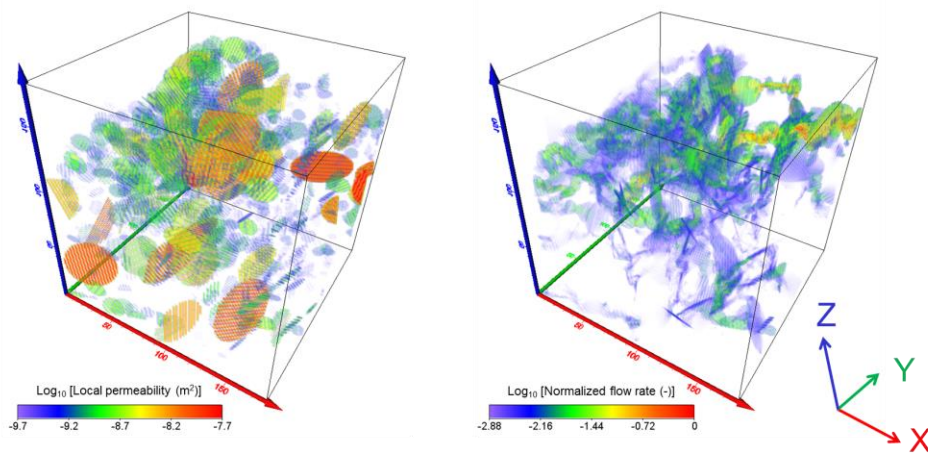 50
100
150
50
100
150
Log10 [Local permeability (m²)]
-9.7 -9.2 -8.7 -8.2 -7.7
Log10 [Normalized flow rate (-)]
-2.88 -2.16 -1.44 -0.72 0
Z
Y
X